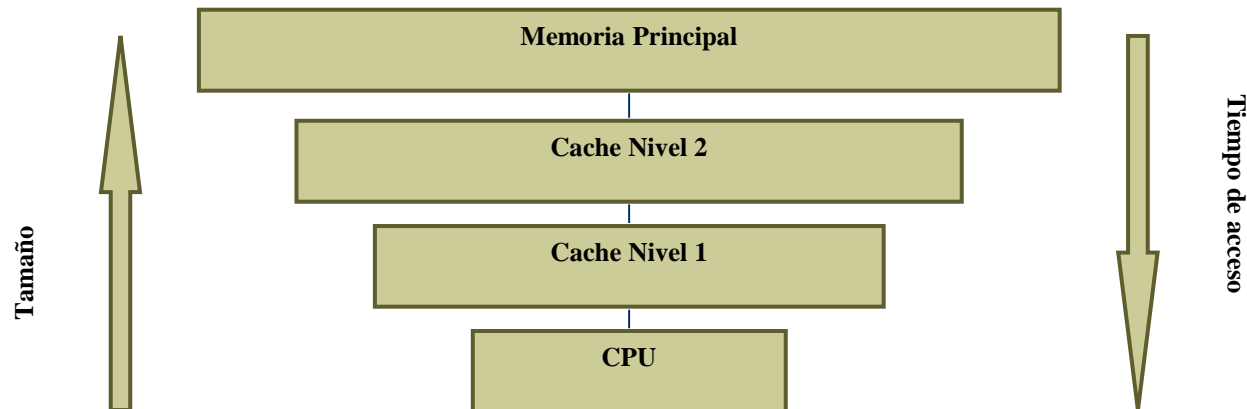 Memoria Principal
Cache Nivel 2
Cache Nivel 1
CPU
Tamaño
Tiempo de acceso